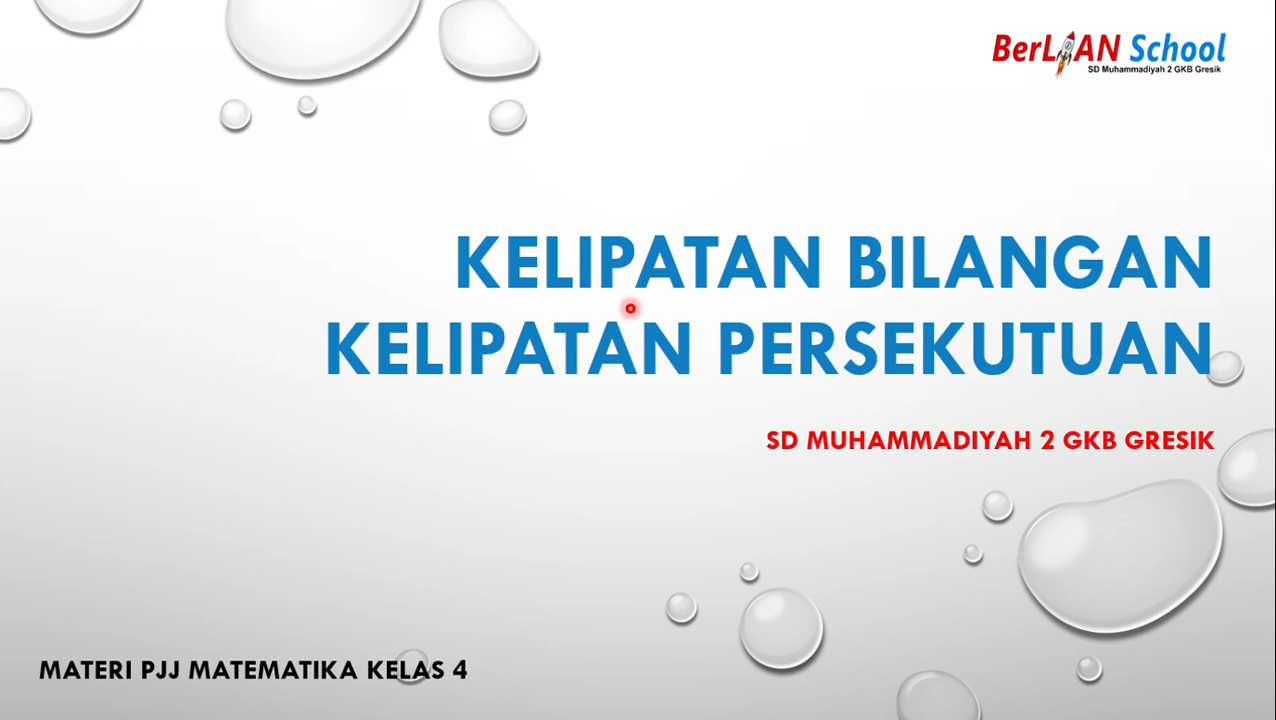 BerLIAN School
SD Muhammadiyah 2 GKB Gresik
KELIPATAN BILANGAN
KELIPATAN PERSEKUTUAN
SD MUHAMMADIYAH 2 GKB GRESIK
MATERI PJJ MATEMATIKA KELAS 4